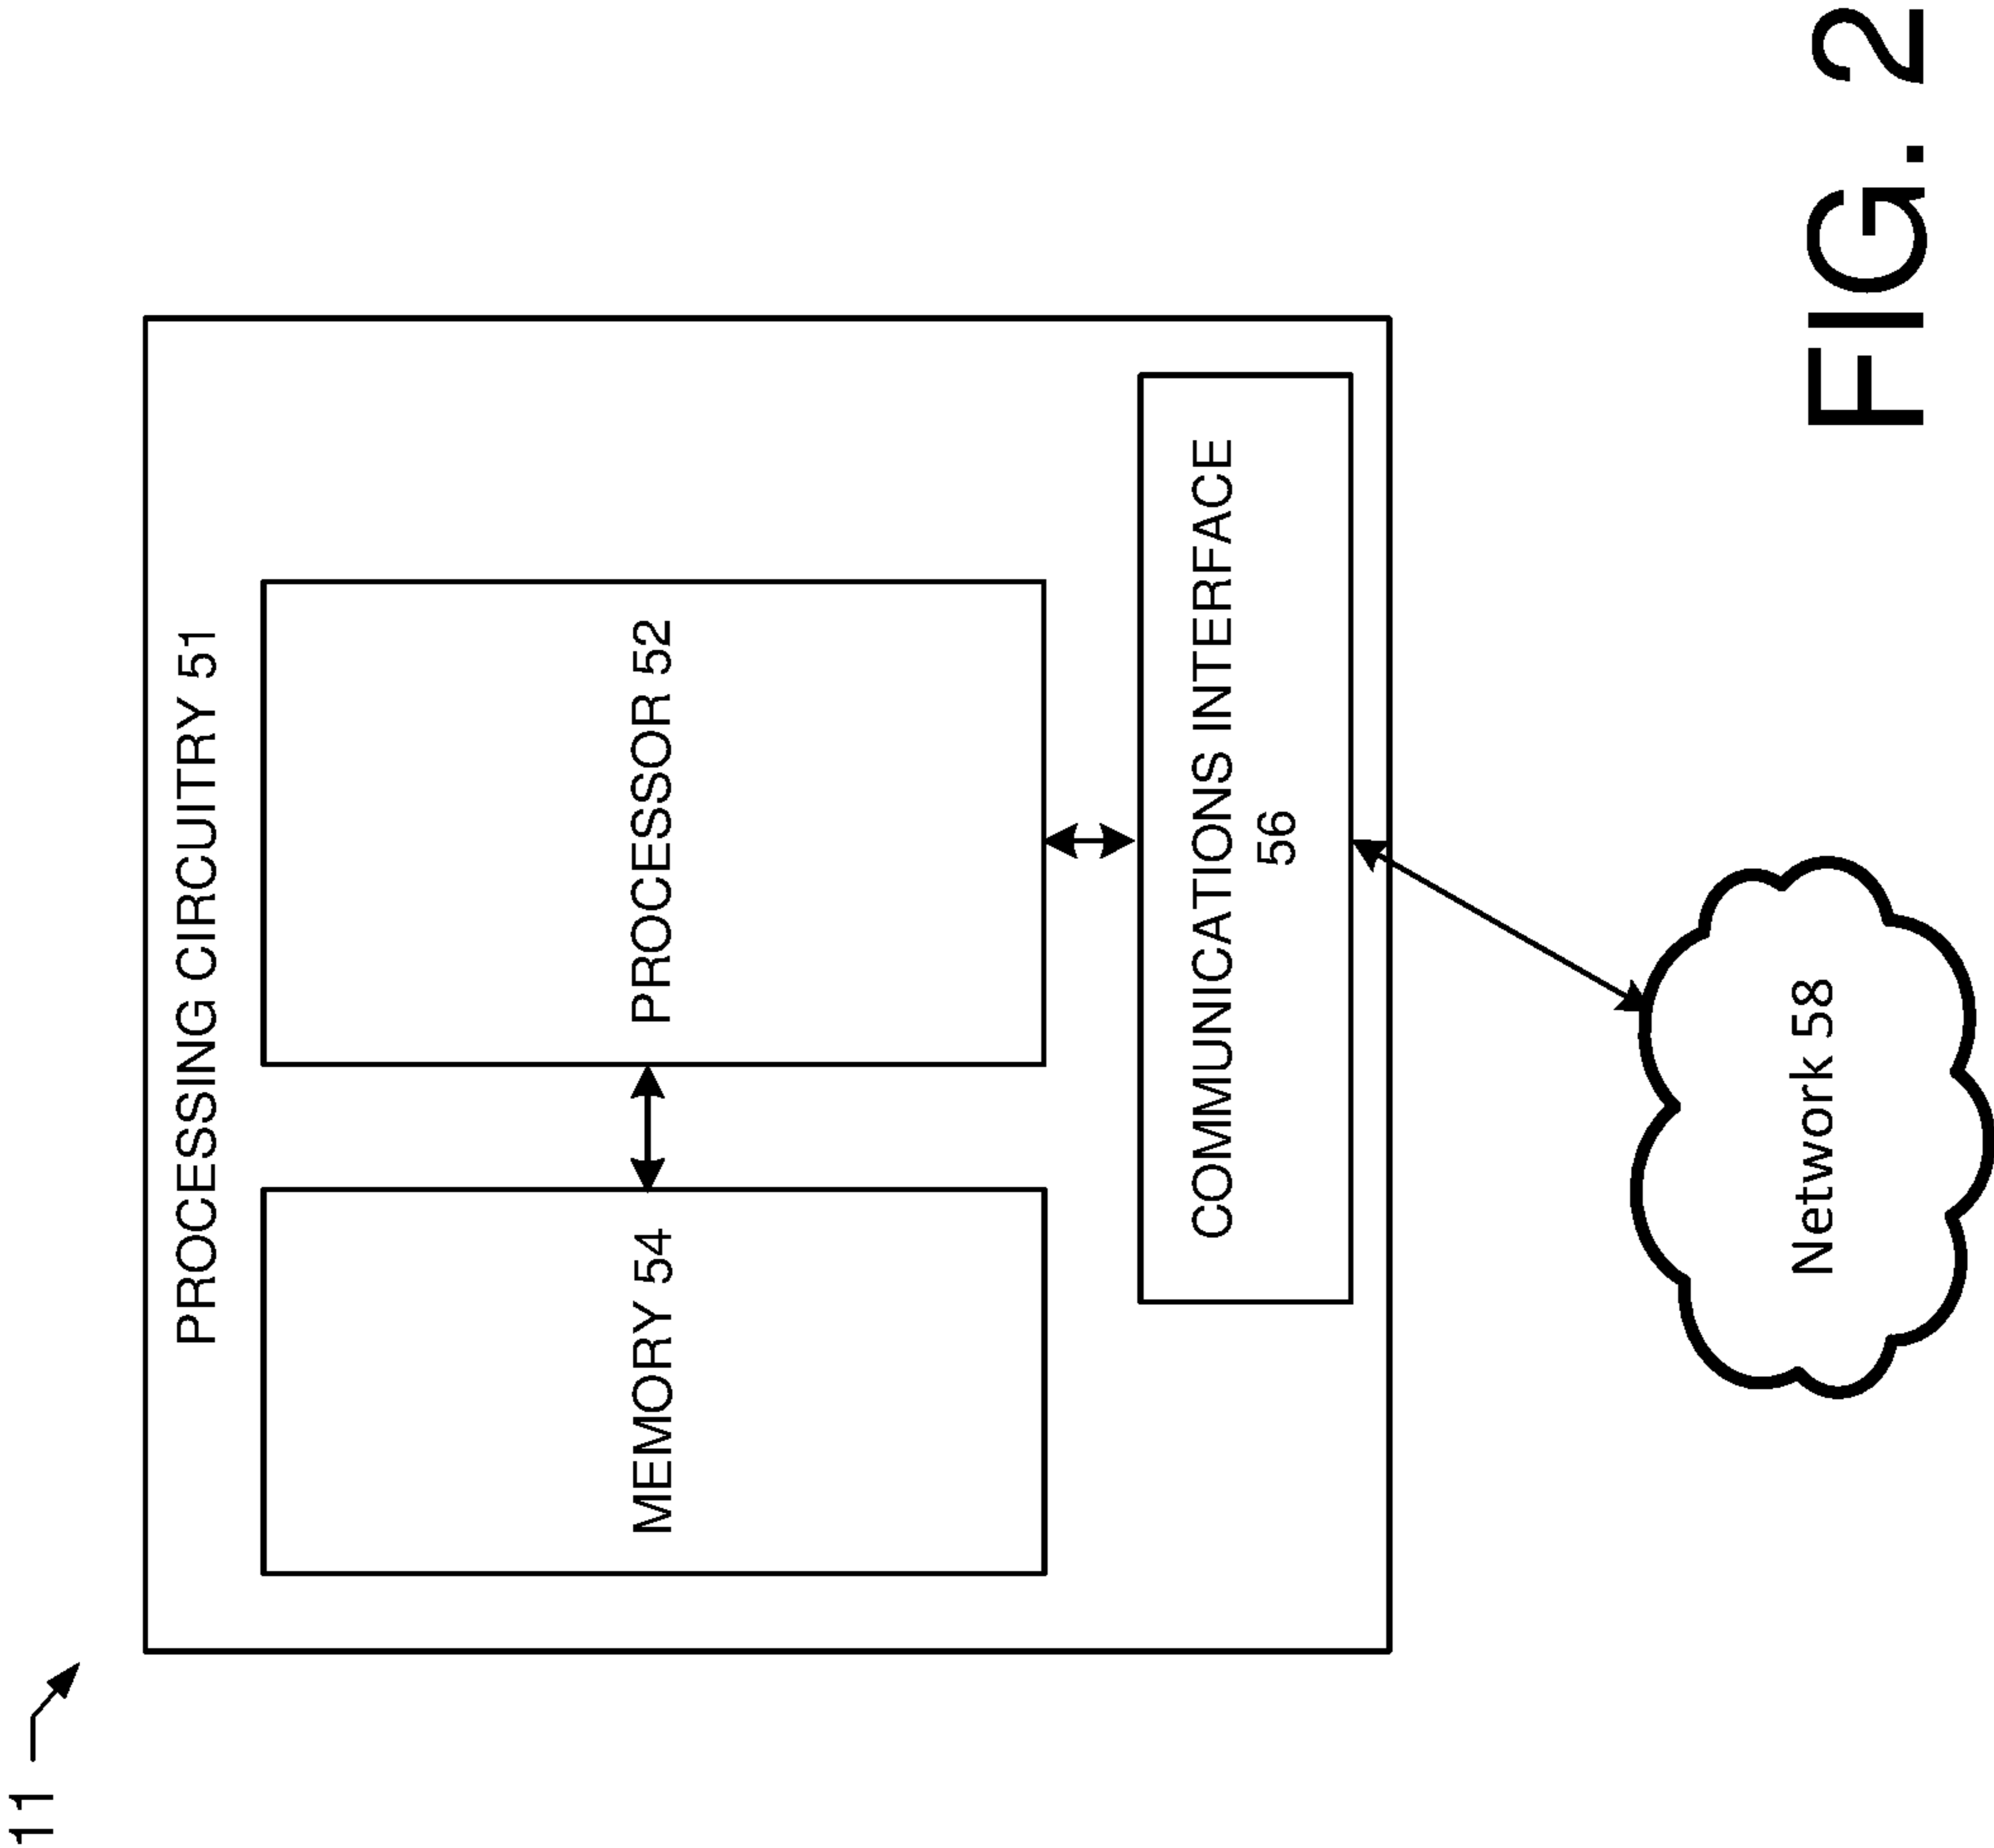 11
PROCESSING CIRCUITRY 51
MEMORY 54
PROCESSOR 52
COMMUNICATIONS INTERFACE
56
Network 58
FIG. 2